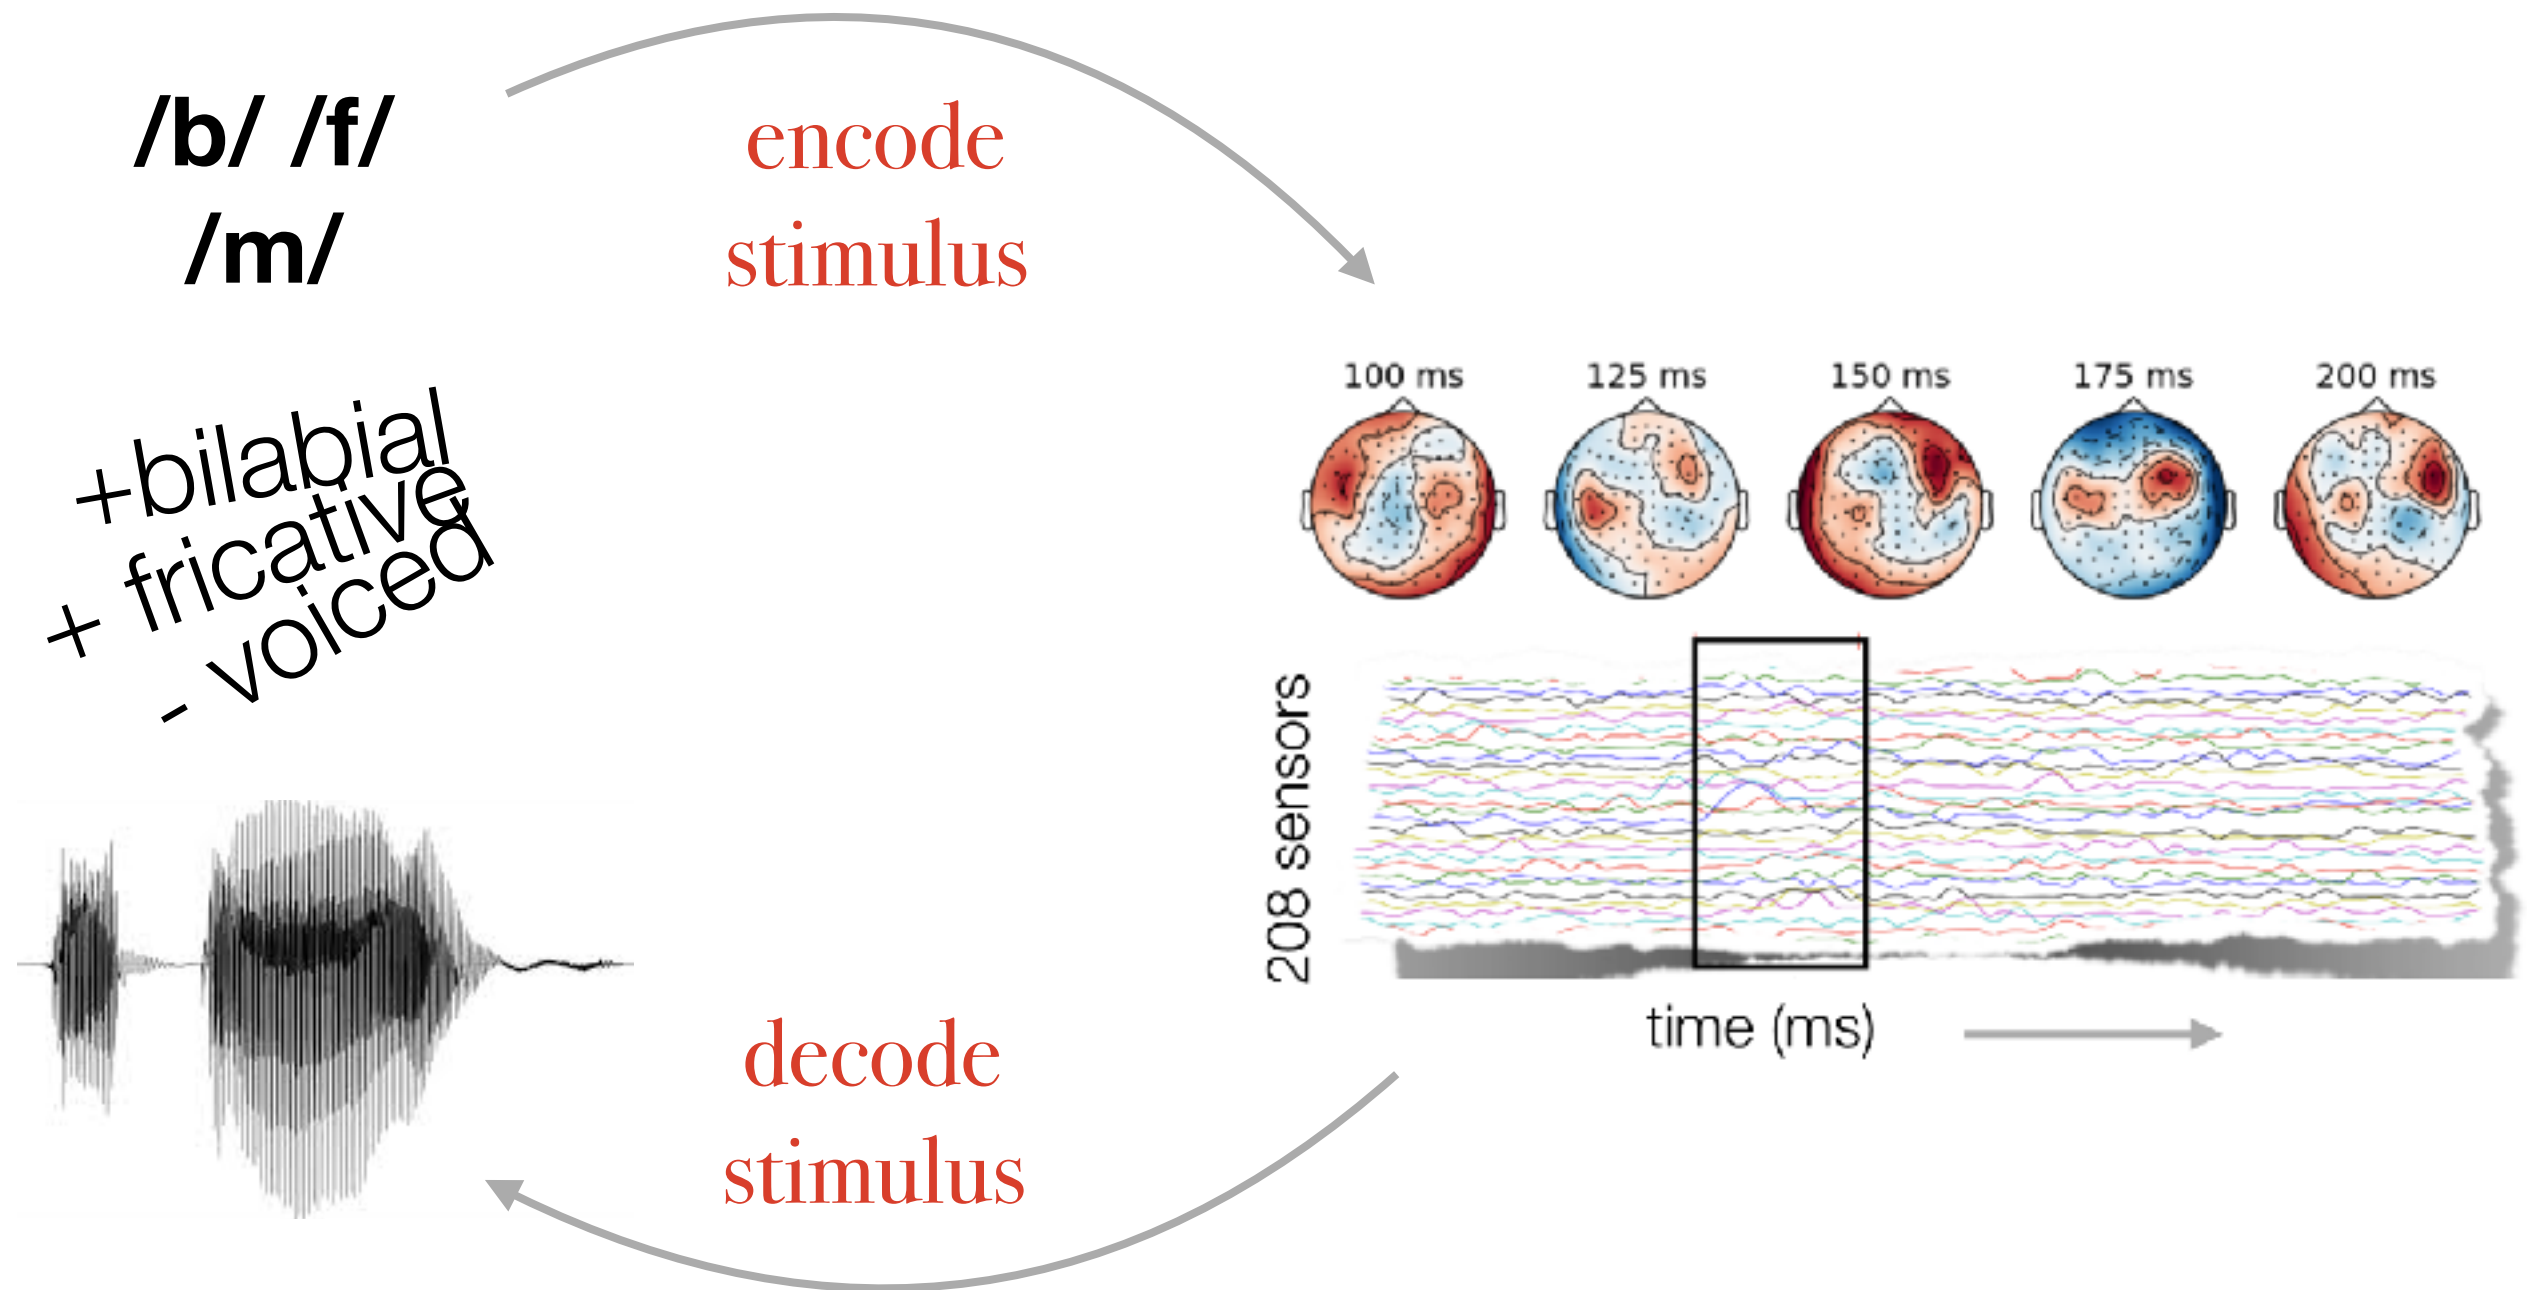 /b/ /f/
/m/
encode
stimulus
+bilabial
+ fricative
- voiced
100 ms
125 ms
150 ms
175 ms
200 ms
208 sensors
time (ms)
decode
stimulus